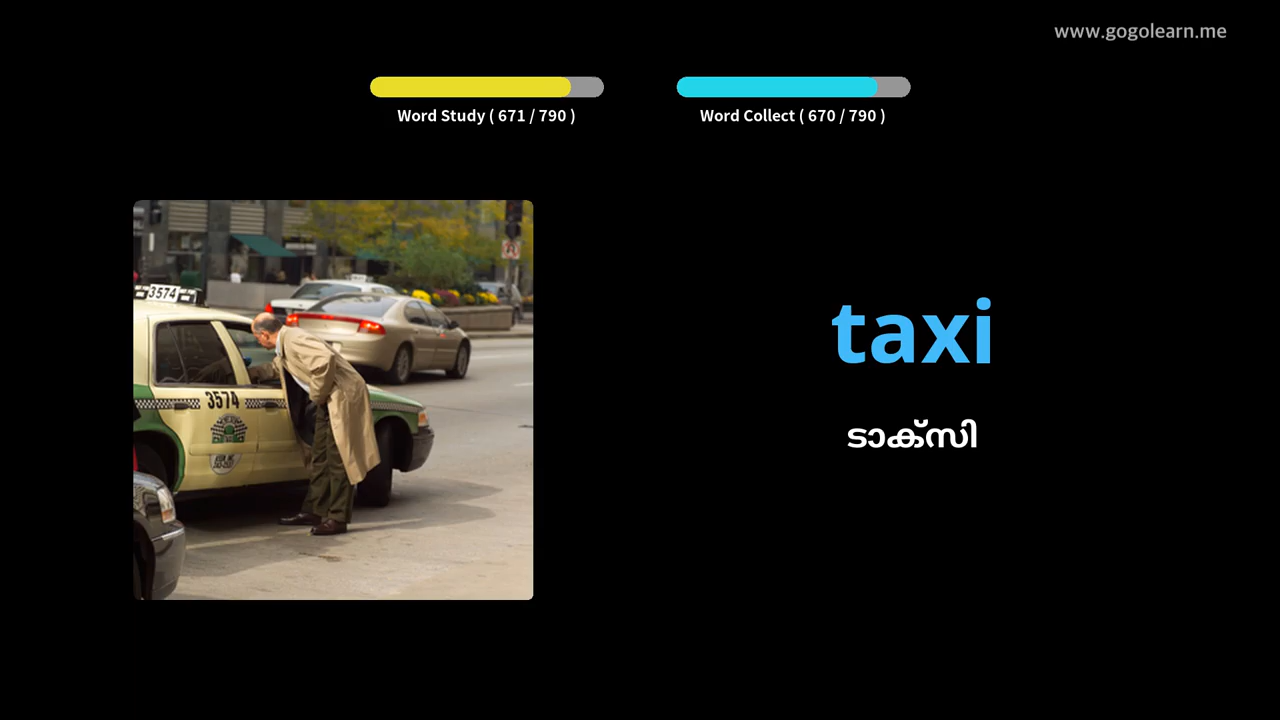 www.gogolearn.me
Word Study ( 671 / 790 )
Word Collect ( 670 / 790 )
3574
3574
taxi
ടാക്സി